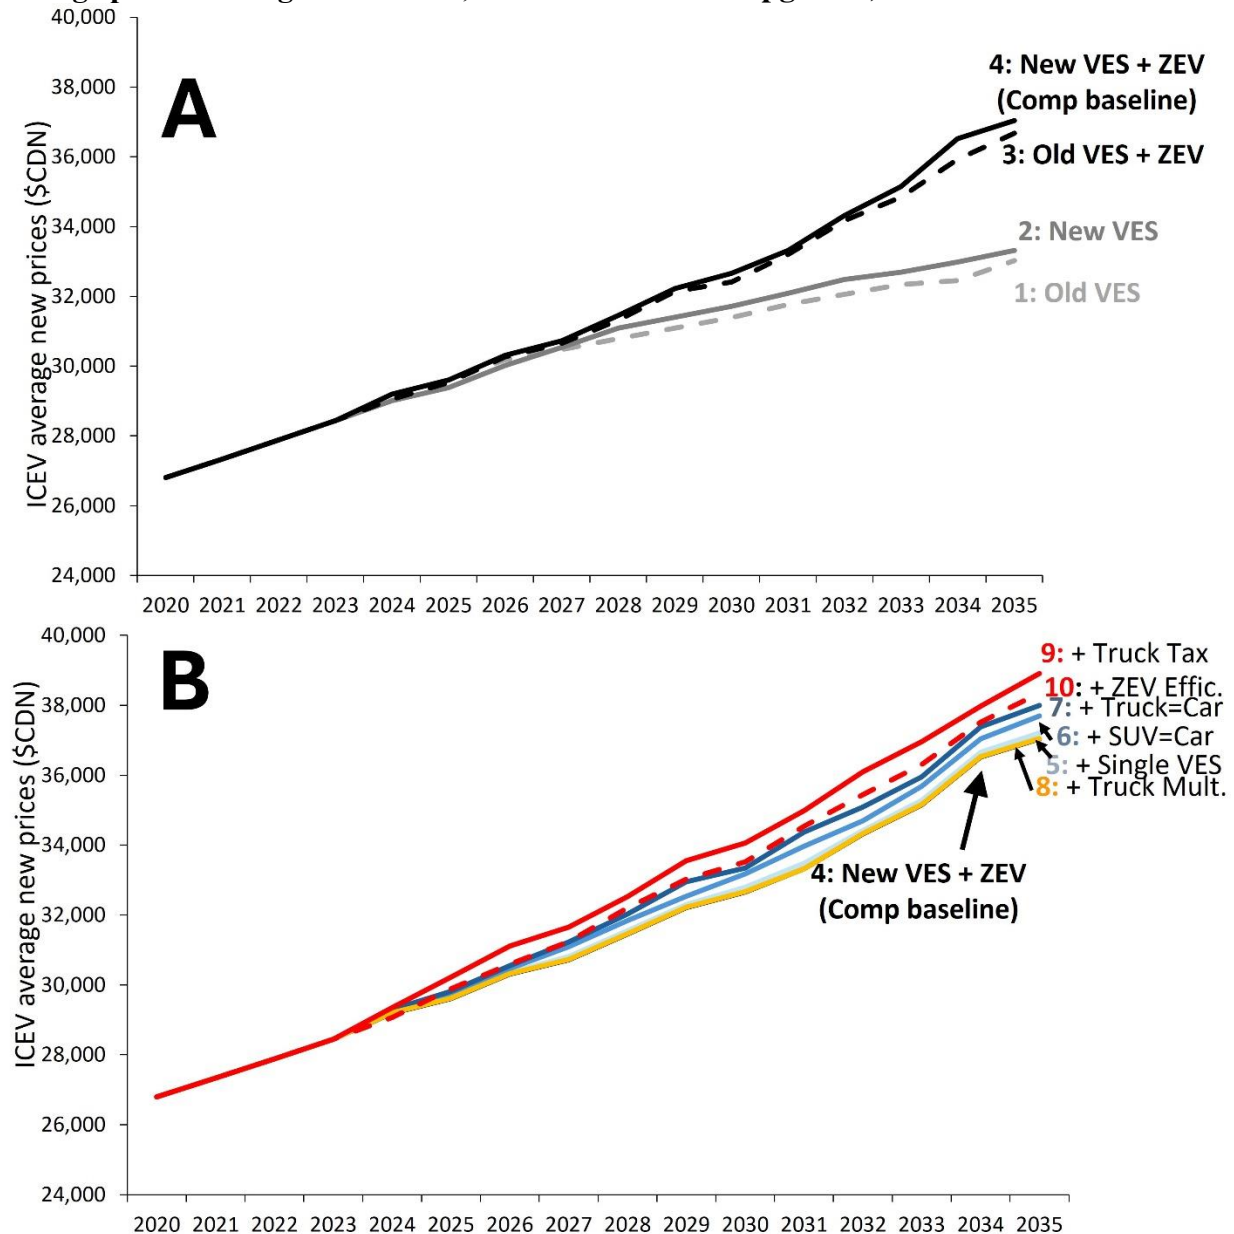 40,000
38,000
36,000
34,000
32,000
30,000
28,000
26,000
24,000
ICEV average new prices ($CDN)
A
4: New VES + ZEV
(Comp baseline)
3: Old VES + ZEV
2: New VES
1: Old VES
2020 2021 2022 2023 2024 2025 2026 2027 2028 2029 2030 2031 2032 2033 2034 2035
40,000
38,000
36,000
34,000
32,000
30,000
28,000
26,000
24,000
ICEV average new prices ($CDN)
B
9: + Truck Tax
10: + ZEV Effic.
7: + Truck=Car
6: + SUV=Car
5: + Single VES
8: + Truck Mult.
4: New VES + ZEV
(Comp baseline)
2020 2021 2022 2023 2024 2025 2026 2027 2028 2029 2030 2031 2032 2033 2034 2035